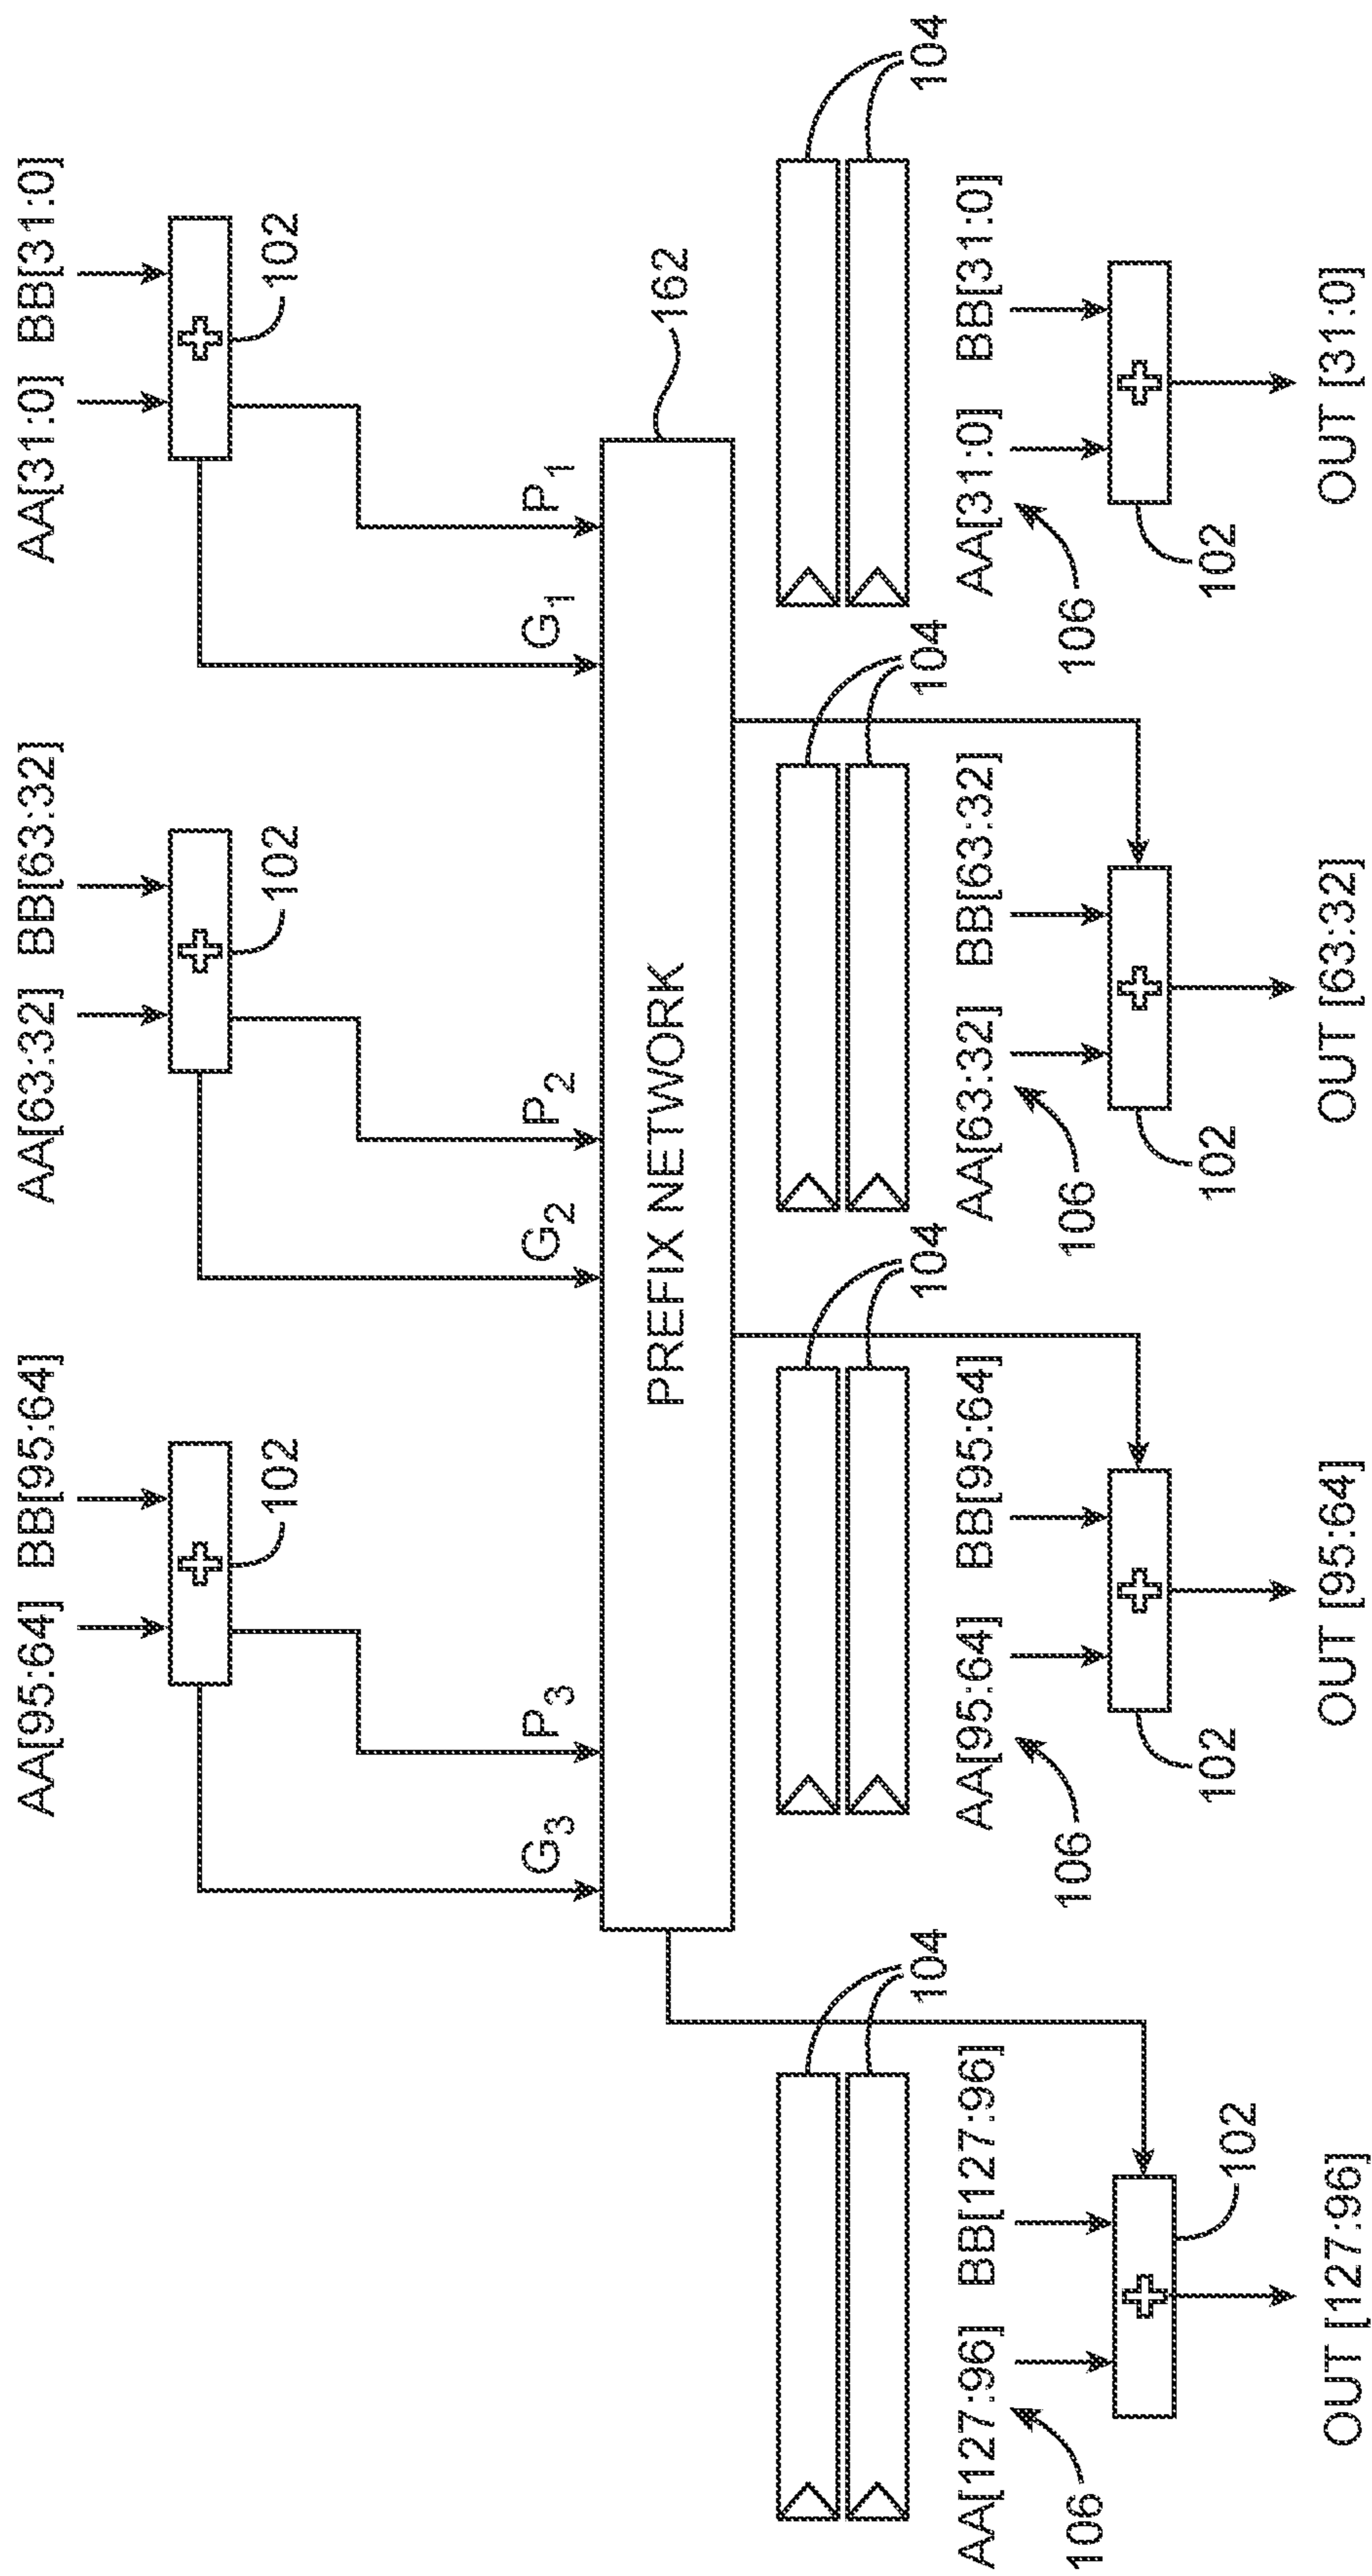 AA[95:64] BB[95:64] AA[63:32] BB[63:32] AA[31:0] BB[31:0]
102 102 102
G3 P3 G2 P2 G1 P1
162
PREFIX NETWORK
104 104 104 104
AA[127:96] BB[127:96] AA[95:64] BB[95:64] AA[63:32] BB[63:32] AA[31:0] BB[31:0]
106 106 106 106
102 102 102 102
OUT [127:96] OUT [95:64] OUT [63:32] OUT [31:0]